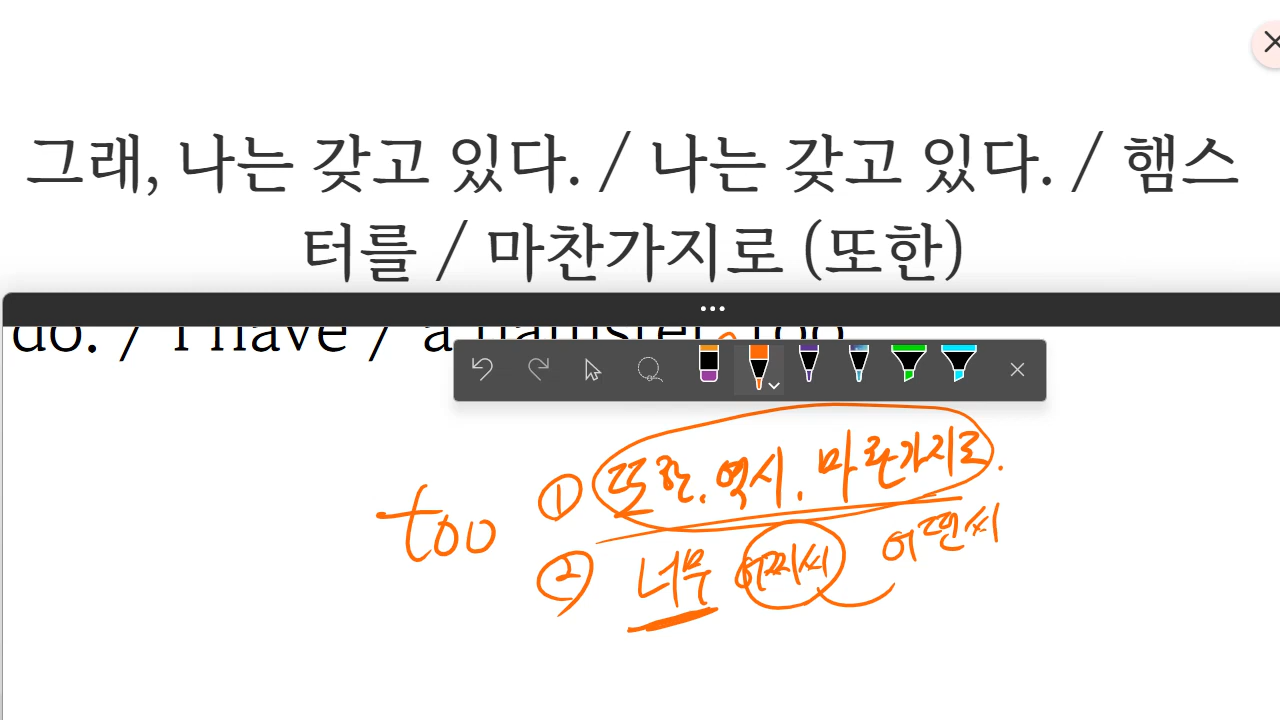 그래, 나는 갖고 있다. / 나는 갖고 있다. / 햄스
터를 / 마찬가지로 (또한)
do. / I have / a hamster, too
too
① 또한. 역시. 마찬가지로.
② 너무 어찌씨 어떤씨